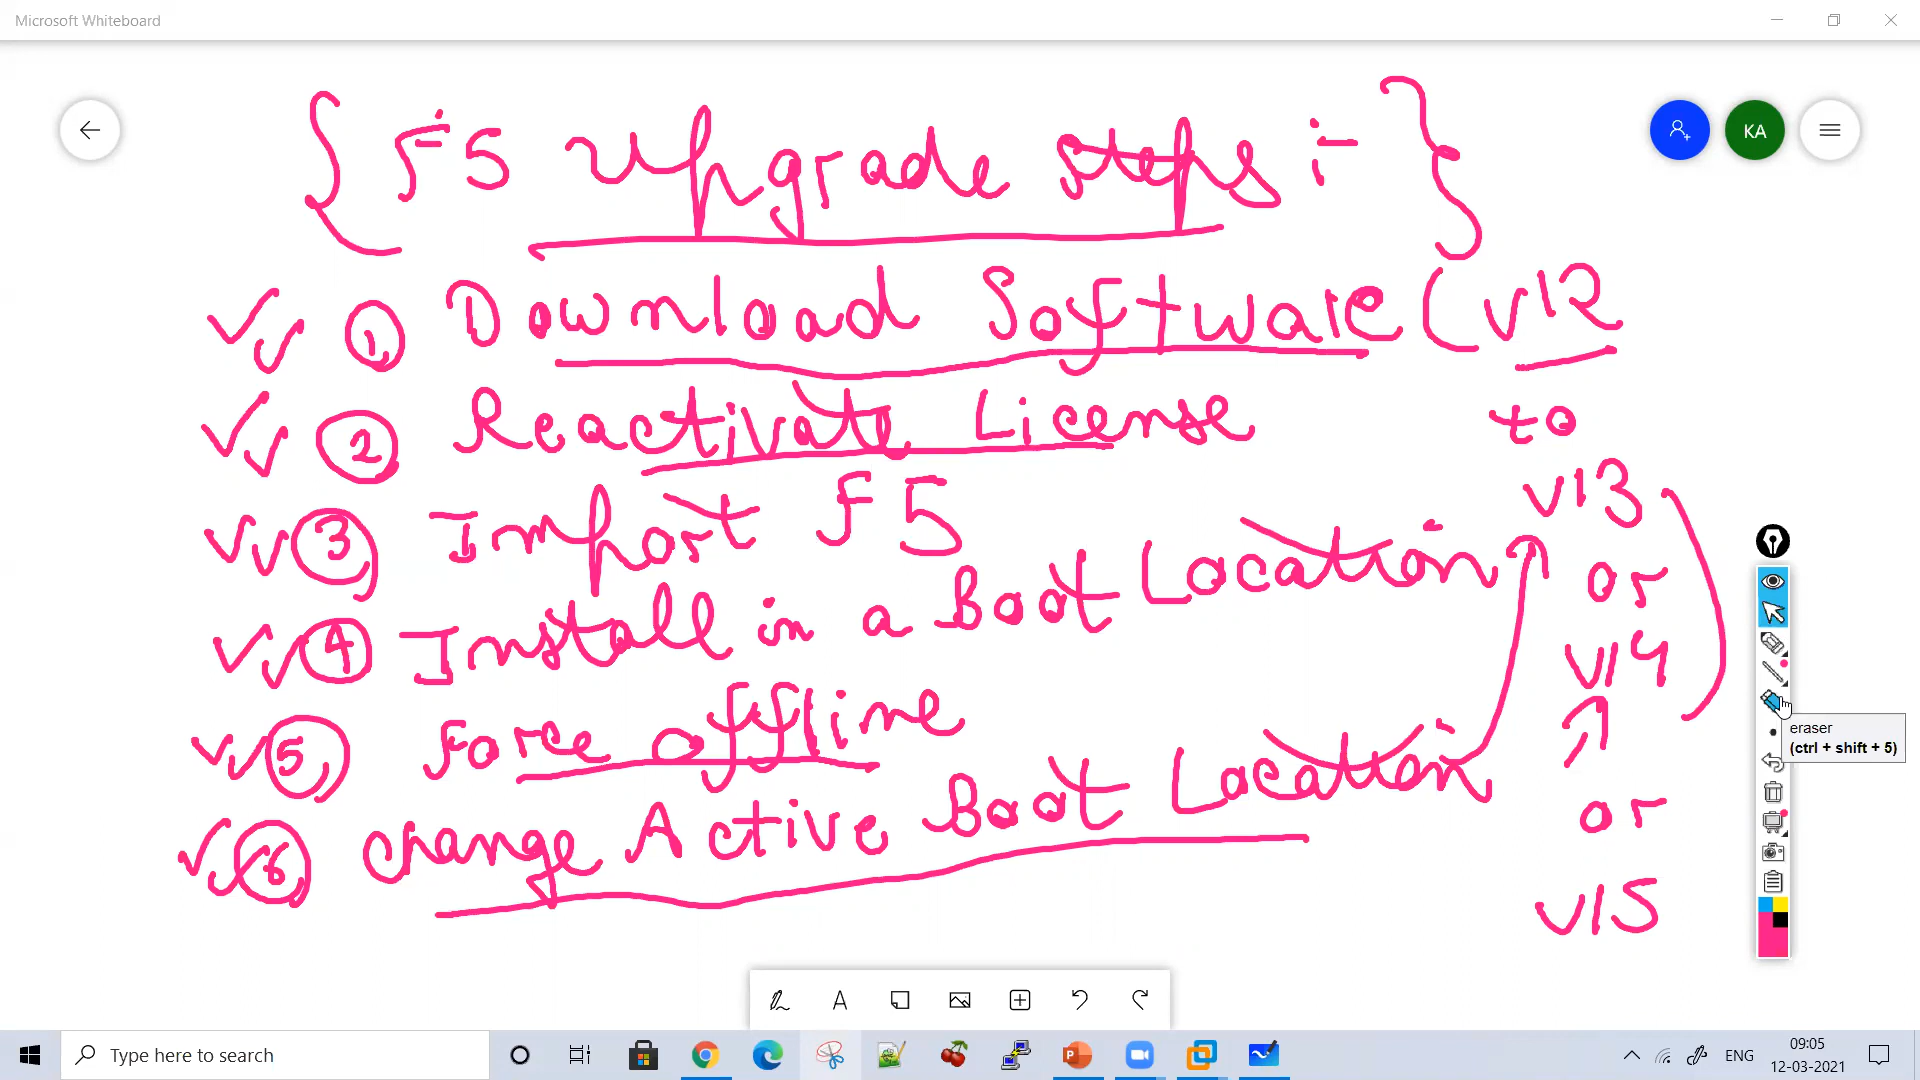 Microsoft Whiteboard
{ F5 Upgrade steps :- }
KA
① Download Software (v12
② Reactivate License
to
③ Import F5
v13
④ Install in a Boot Location
or
v14
⑤ Force offline
eraser
(ctrl + shift + 5)
⑥ Change Active Boot Location
or
v15
Type here to search
ENG
09:05
12-03-2021